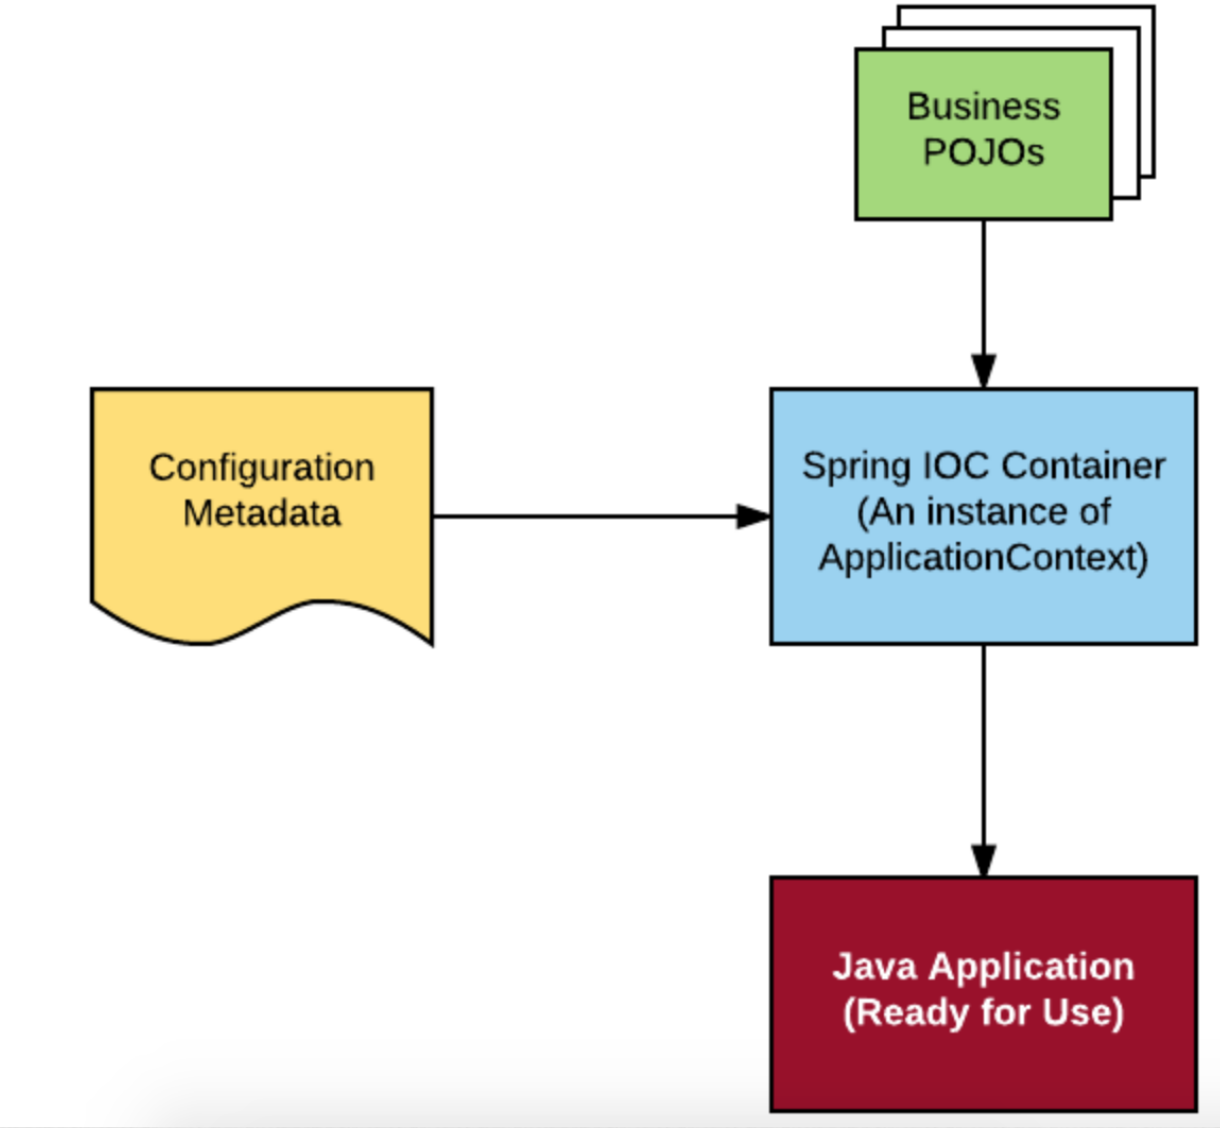 Business
POJOs
Configuration
Metadata
Spring IOC Container
(An instance of
ApplicationContext)
Java Application
(Ready for Use)